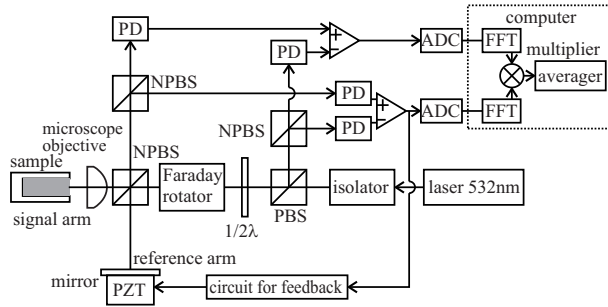 computer
PD
+
−
ADC
FFT
PD
multiplier
averager
NPBS
PD
+
−
ADC
FFT
microscope
objective
NPBS
NPBS
PD
sample
Faraday
rotator
isolator
laser 532nm
signal arm
PBS
1/2λ
reference arm
mirror
PZT
circuit for feedback